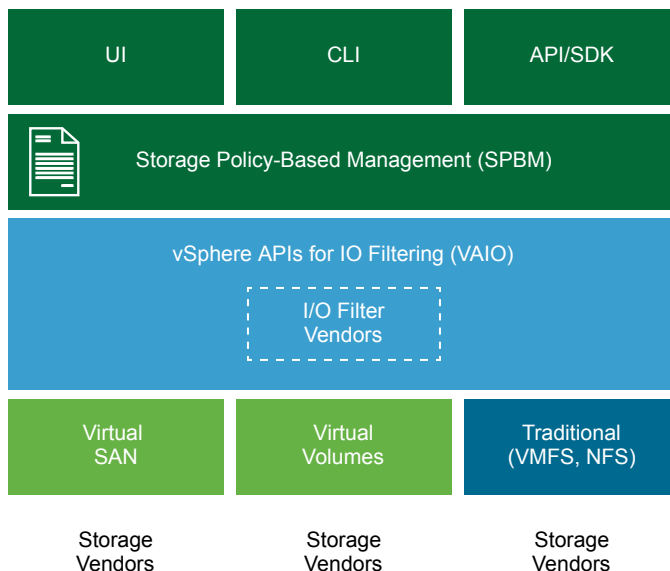 UI
CLI
API/SDK
Storage Policy-Based Management (SPBM)
vSphere APIs for IO Filtering (VAIO)
I/O Filter
Vendors
Virtual
SAN
Virtual
Volumes
Traditional
(VMFS, NFS)
Storage
Vendors
Storage
Vendors
Storage
Vendors